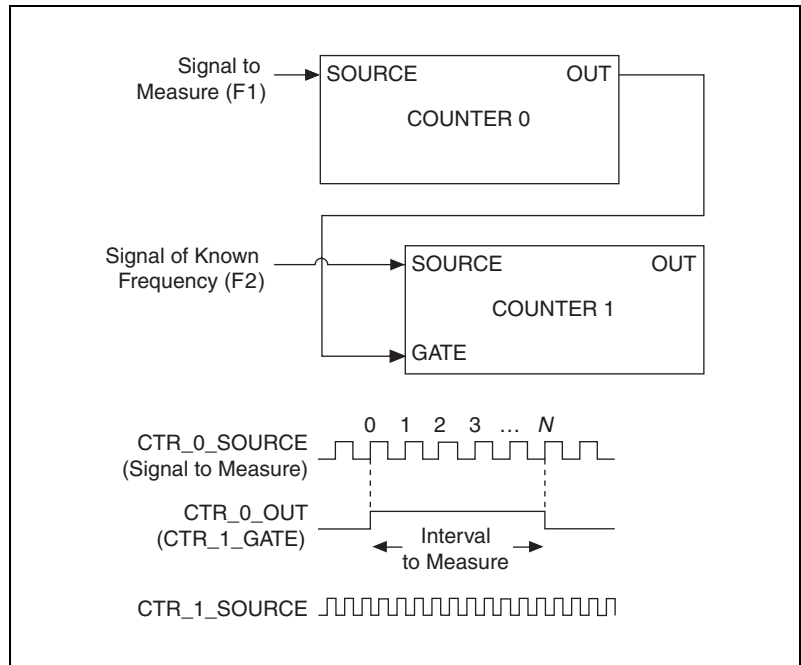 Signal to
Measure (F1)
SOURCE OUT
COUNTER 0
Signal of Known
Frequency (F2)
SOURCE OUT
COUNTER 1
GATE
0 1 2 3 … N
CTR_0_SOURCE
(Signal to Measure)
CTR_0_OUT
(CTR_1_GATE)
Interval
to Measure
CTR_1_SOURCE